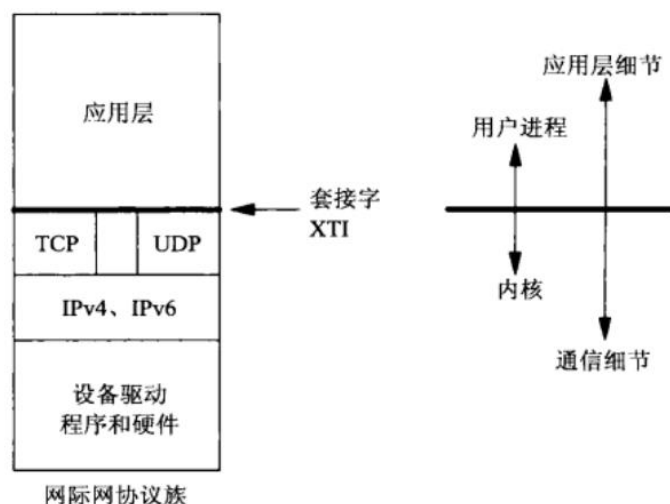 应用层
套接字
XTI
TCP
UDP
IPv4、IPv6
设备驱动
程序和硬件
网际网协议族
应用层细节
用户进程
内核
通信细节